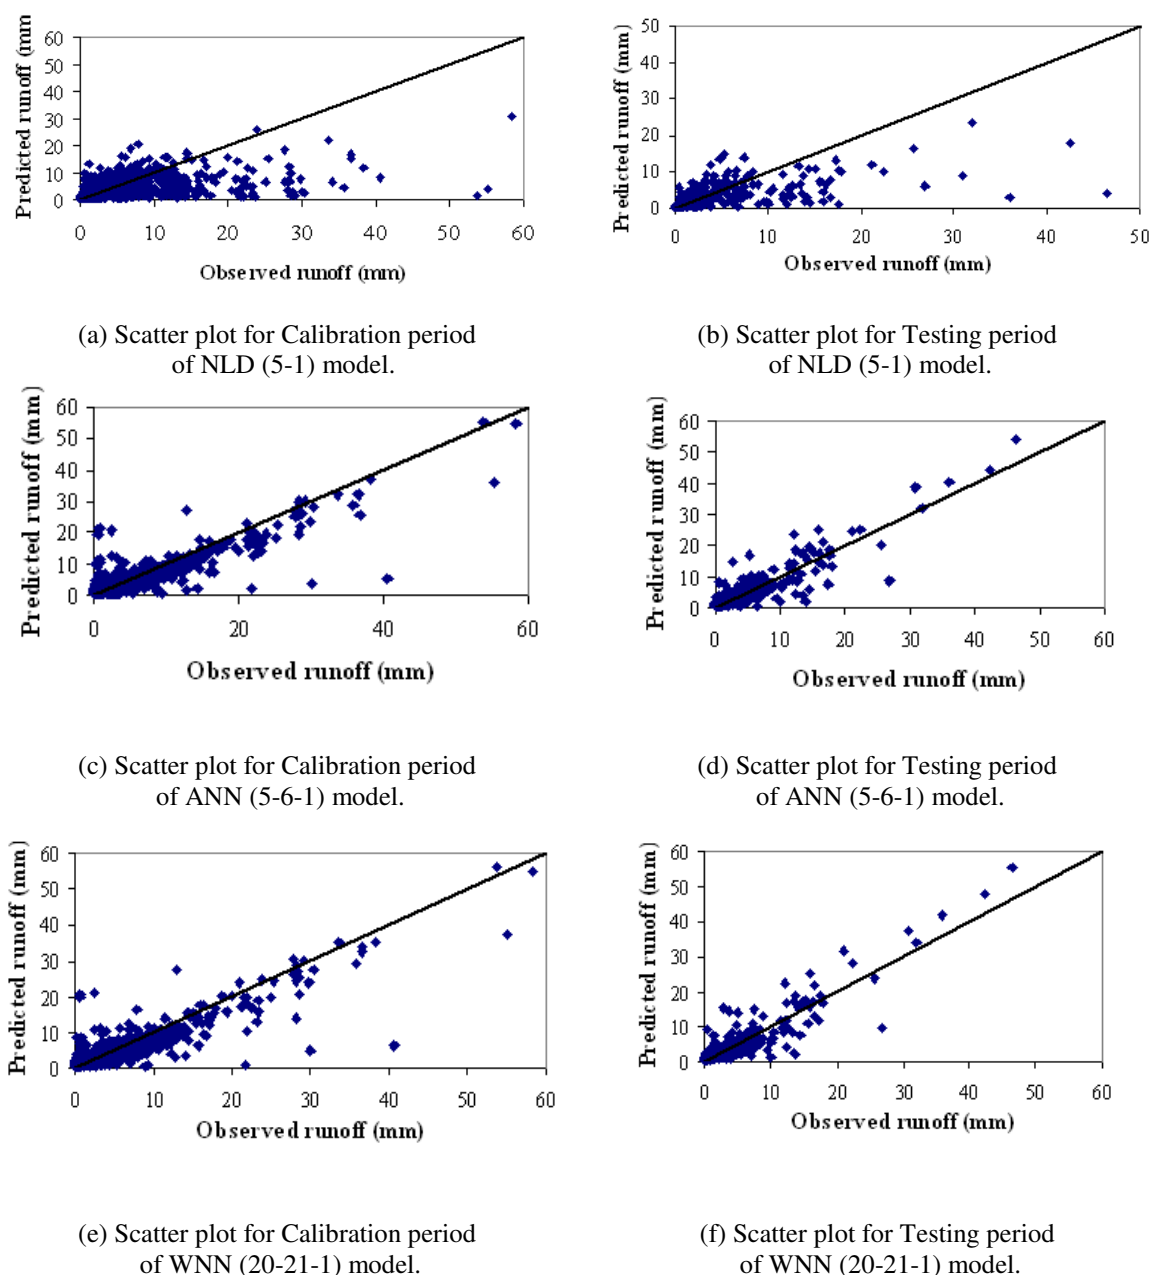 Predicted runoff (mm
60
50
40
30
20
10
0
0 10 20 30 40 50 60
Observed runoff (mm)
(a) Scatter plot for Calibration period
of NLD (5-1) model.
Predicted runoff (mm)
50
40
30
20
10
0
0 10 20 30 40 50
Observed runoff (mm)
(b) Scatter plot for Testing period
of NLD (5-1) model.
Predicted runoff (mm)
60
50
40
30
20
10
0
0 20 40 60
Observed runoff (mm)
(c) Scatter plot for Calibration period
of ANN (5-6-1) model.
Predicted runoff (mm)
60
50
40
30
20
10
0
0 10 20 30 40 50 60
Observed runoff (mm)
(d) Scatter plot for Testing period
of ANN (5-6-1) model.
Predicted runoff (mm)
60
50
40
30
20
10
0
0 10 20 30 40 50 60
Observed runoff (mm)
(e) Scatter plot for Calibration period
of WNN (20-21-1) model.
Predicted runoff (mm)
60
50
40
30
20
10
0
0 10 20 30 40 50 60
Observed runoff (mm)
(f) Scatter plot for Testing period
of WNN (20-21-1) model.